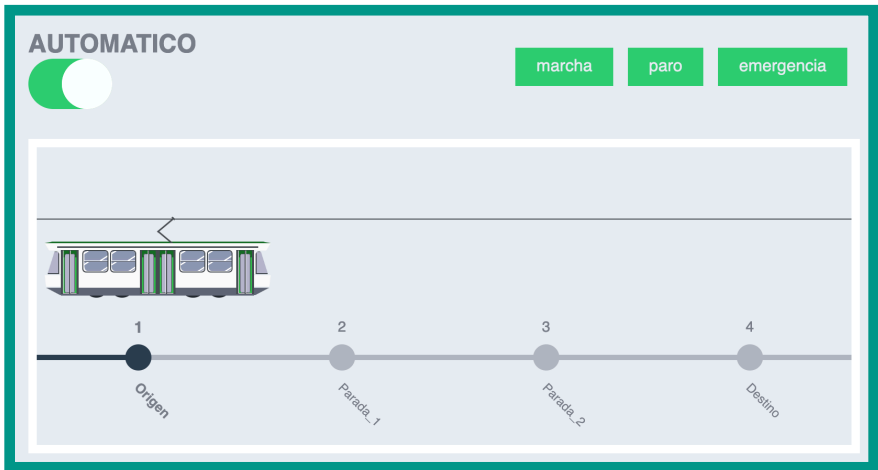 AUTOMATICO
marcha paro emergencia
1 2 3 4
Origen Parada_1 Parada_2 Destino